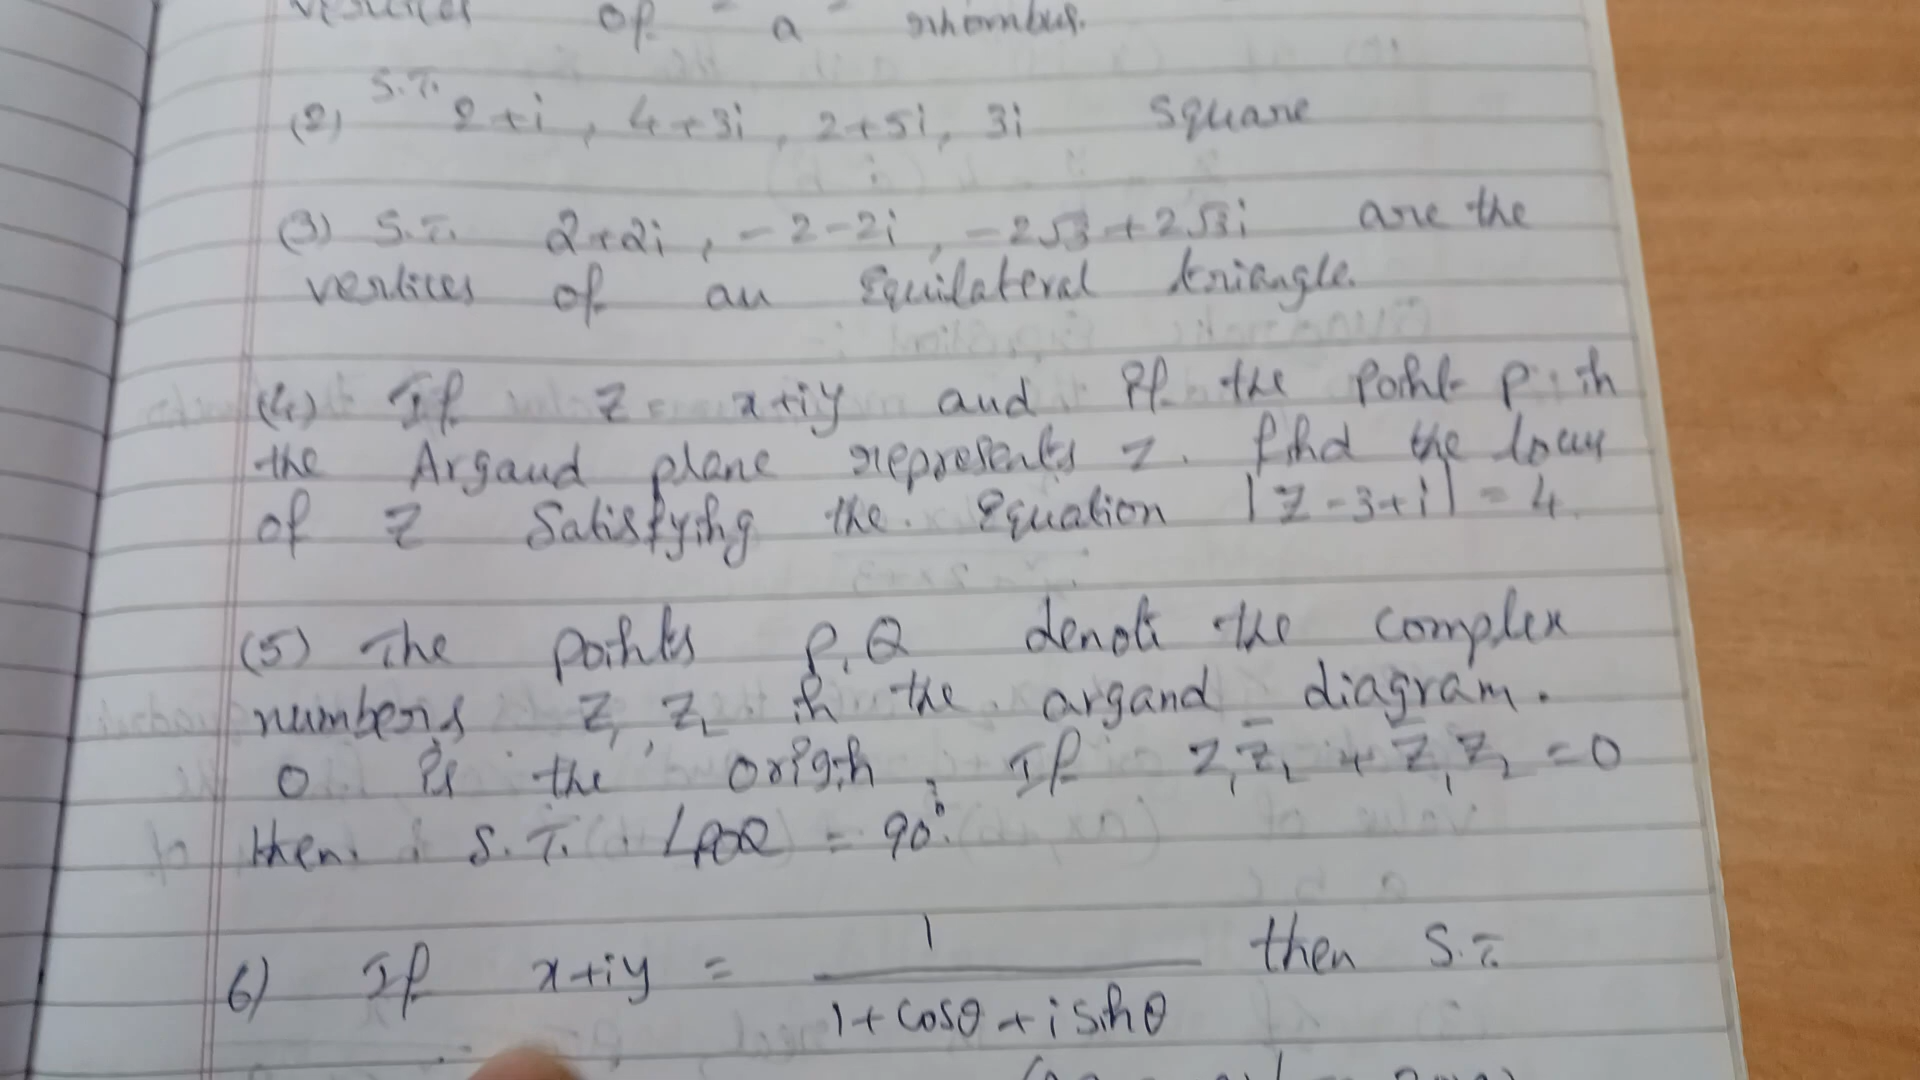 vertices of a rhombus.
(2) S.T. 2+i, 4+3i, 2+5i, 3i square
(3) S.T. 2+2i, -2-2i, -2√3+2√3i are the
vertices of an equilateral triangle.
(4) If z = x+iy and if the point P in
the Argand plane represents z. find the locus
of z satisfying the equation |z-3+i| = 4.
(5) The points P, Q denote the complex
numbers z₁, z₂ in the argand diagram.
O is the origin. If z₁z̄₂ + z̄₁z₂ = 0
then S.T. ∠POQ = 90°.
6) If x+iy = 1/(1+cosθ+i sinθ) then S.T.